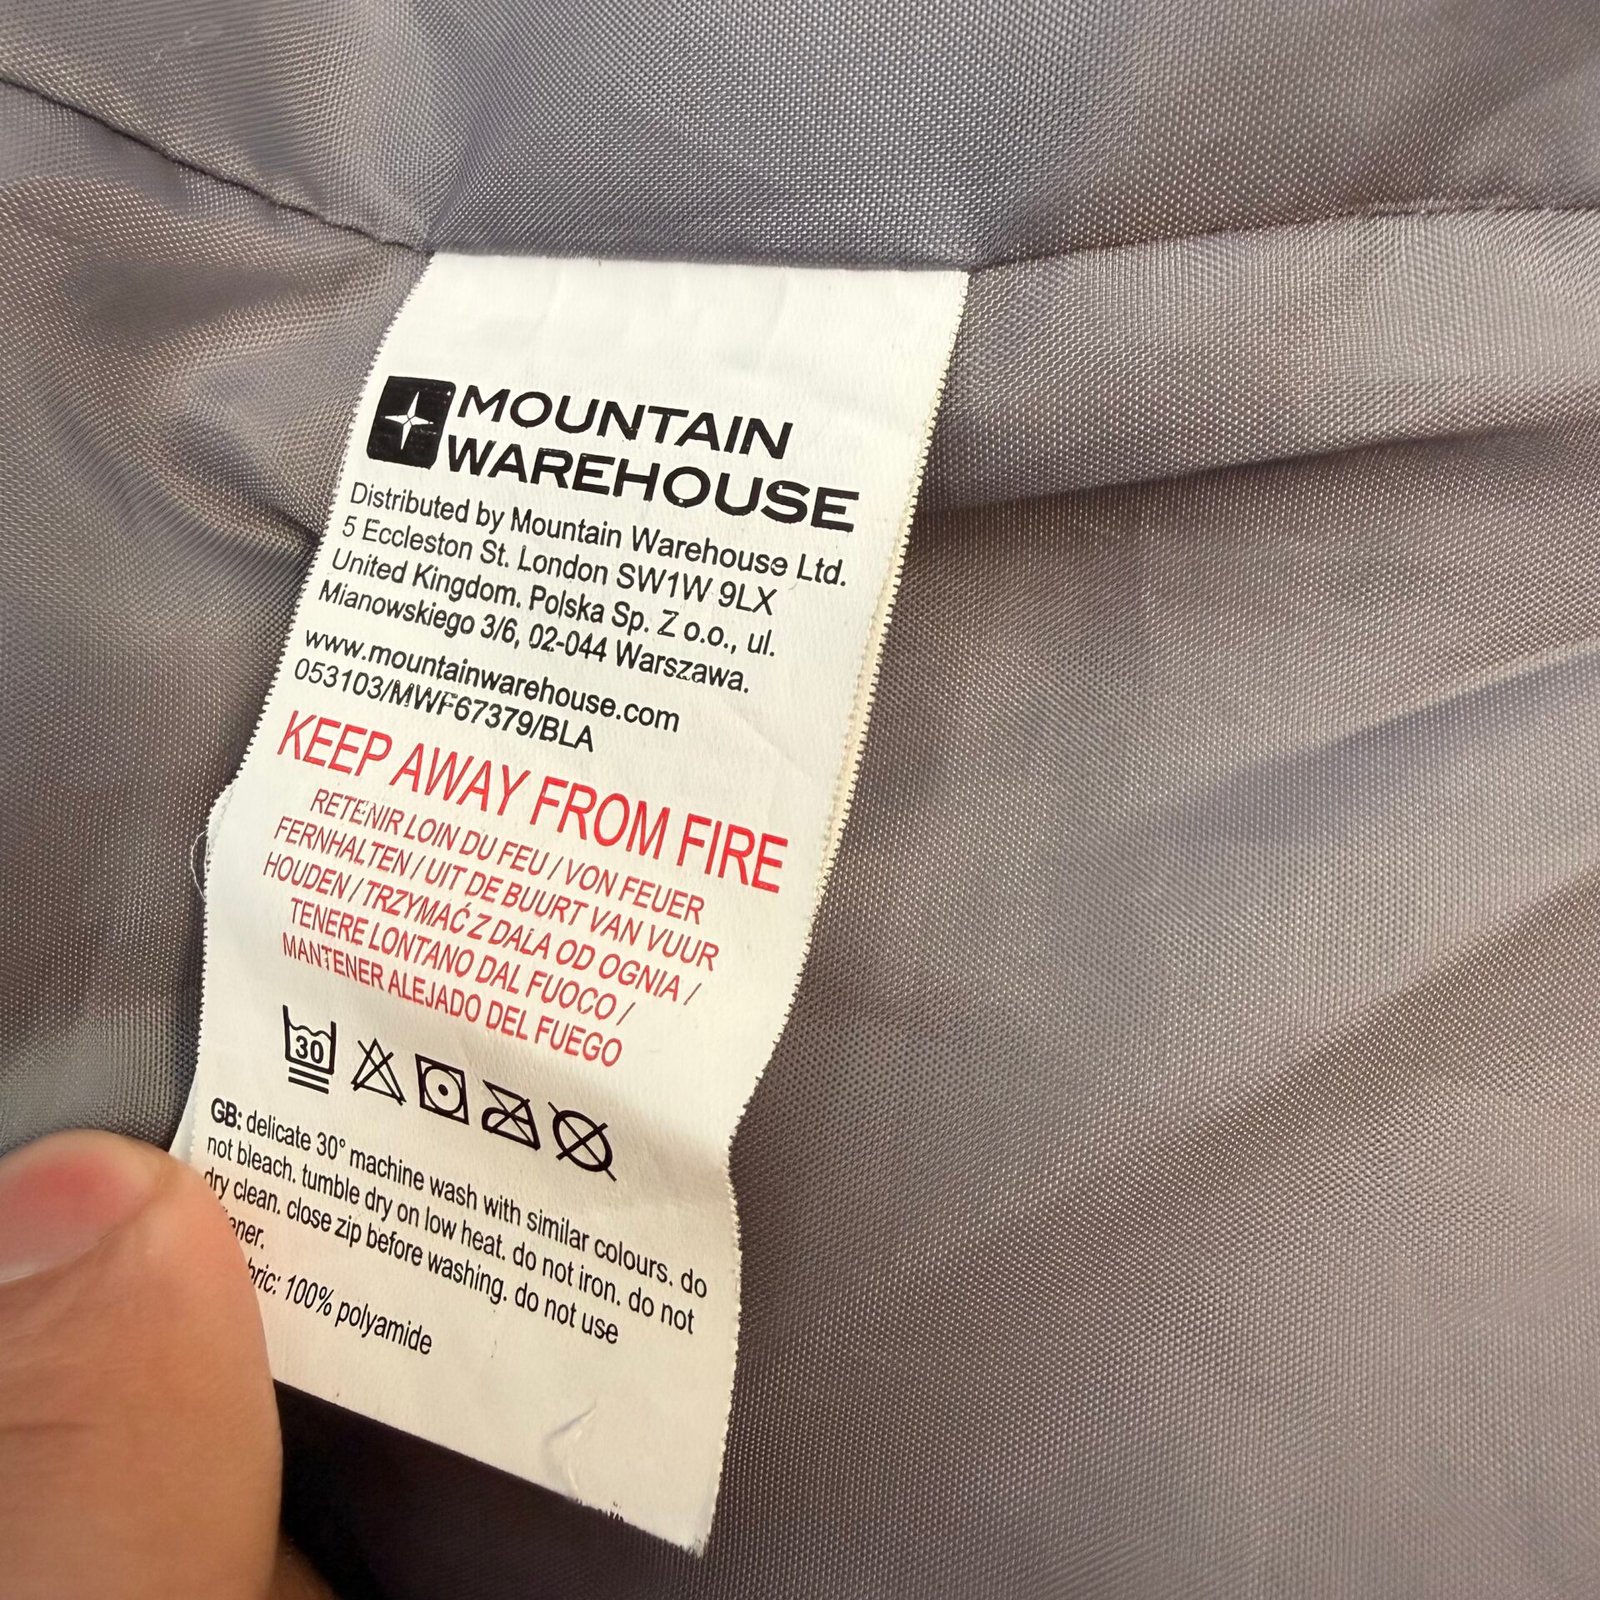 MOUNTAIN
WAREHOUSE
Distributed by Mountain Warehouse Ltd.
5 Eccleston St. London SW1W 9LX
United Kingdom. Polska Sp. Z o.o., ul.
Mianowskiego 3/6, 02-044 Warszawa.
www.mountainwarehouse.com
053103/MWF67379/BLA
KEEP AWAY FROM FIRE
RETENIR LOIN DU FEU / VON FEUER
FERNHALTEN / UIT DE BUURT VAN VUUR
HOUDEN / TRZYMAĆ Z DALA OD OGNIA /
TENERE LONTANO DAL FUOCO /
MANTENER ALEJADO DEL FUEGO
30
GB: delicate 30° machine wash with similar colours. do
not bleach. tumble dry on low heat. do not iron. do not
dry clean. close zip before washing. do not use
100% polyamide